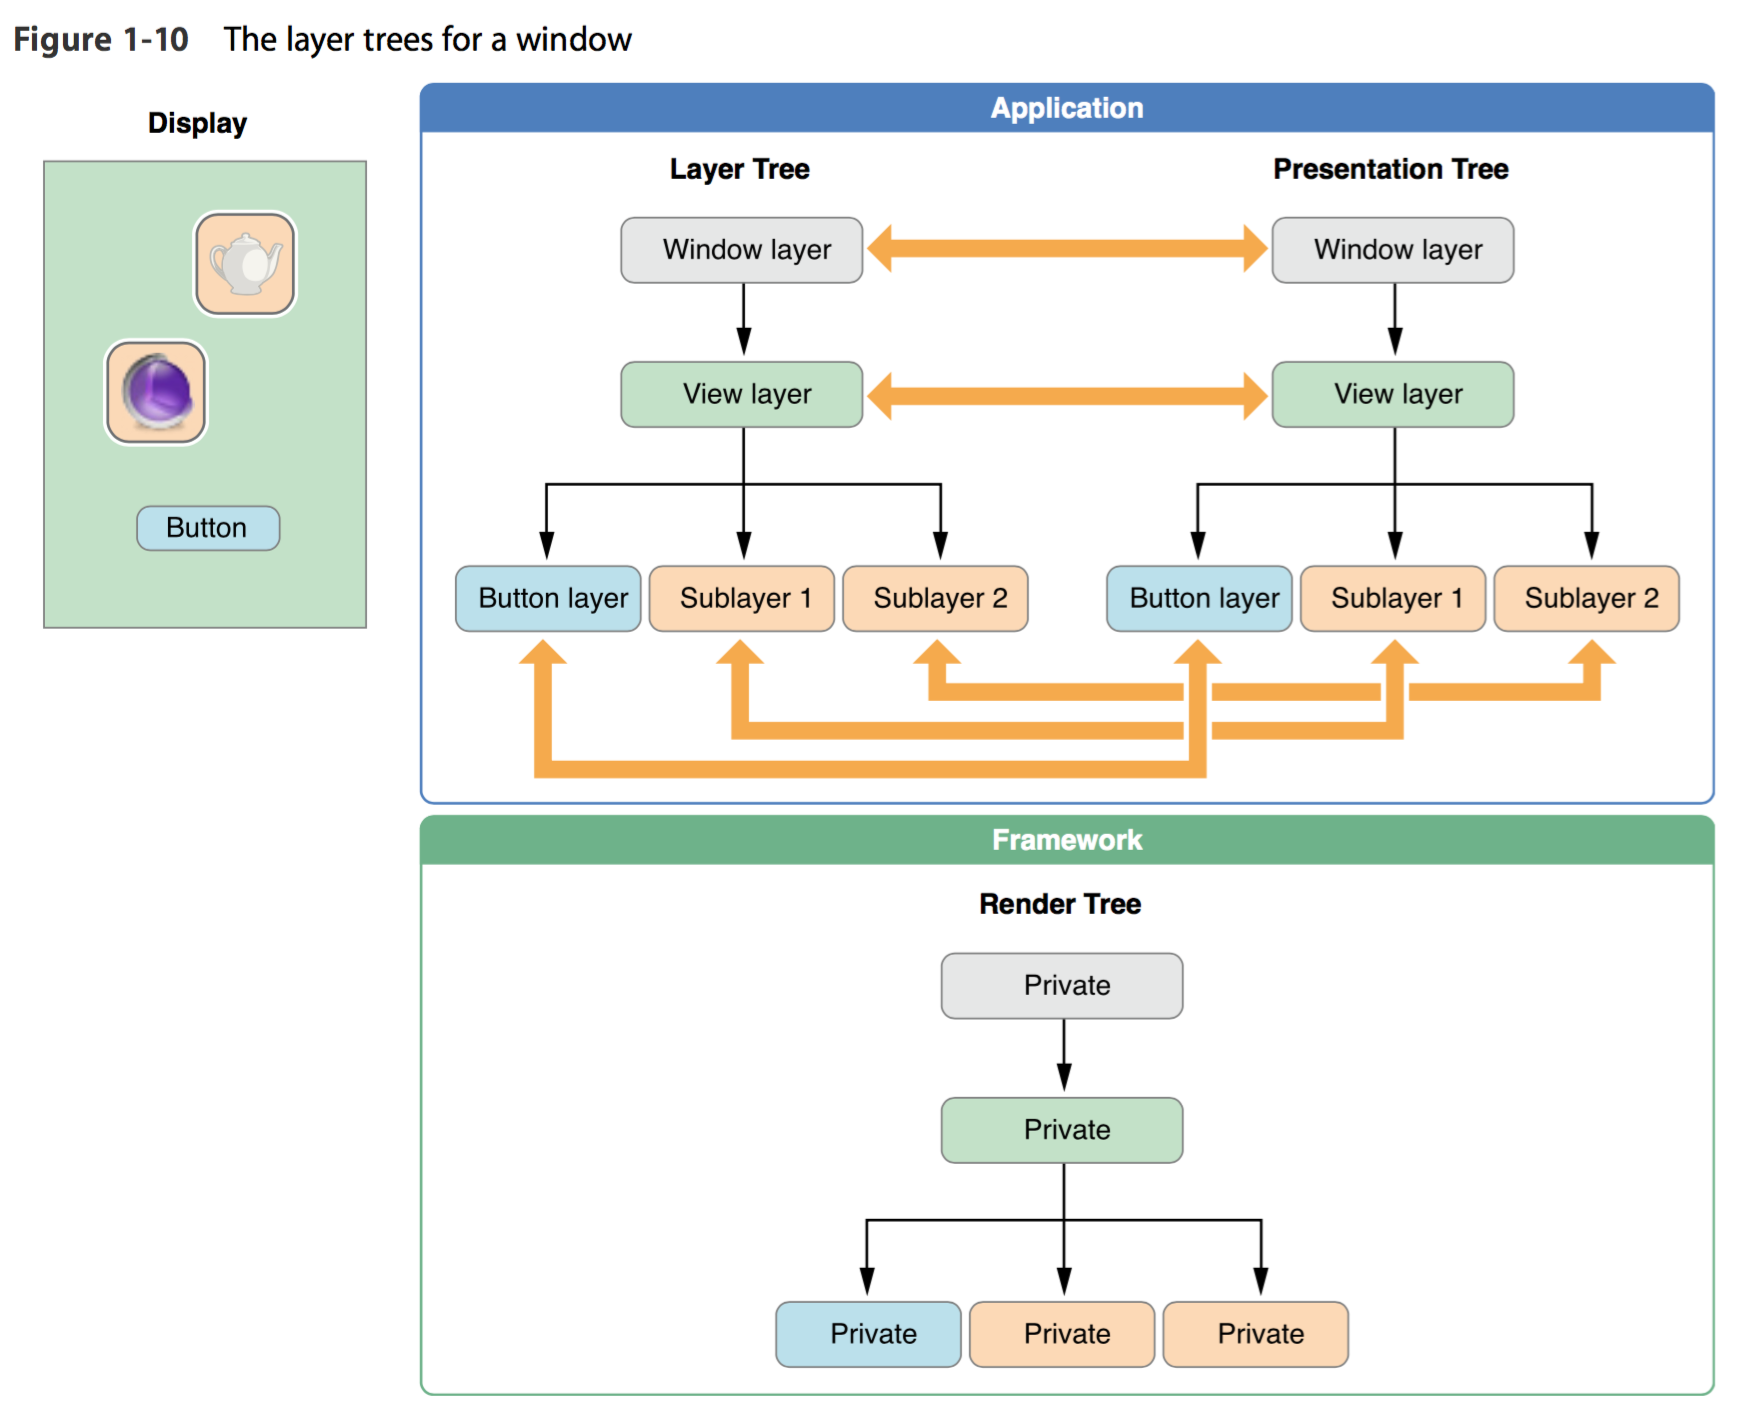 Figure 1-10 The layer trees for a window
Display
Button
Application
Layer Tree
Presentation Tree
Window layer
Window layer
View layer
View layer
Button layer
Sublayer 1
Sublayer 2
Button layer
Sublayer 1
Sublayer 2
Framework
Render Tree
Private
Private
Private
Private
Private